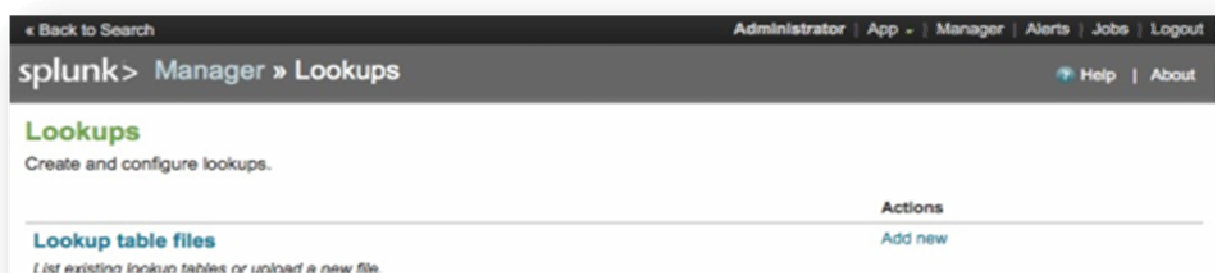 « Back to Search Administrator | App | Manager | Alerts | Jobs | Logout
splunk> Manager » Lookups Help | About
Lookups
Create and configure lookups.
Actions
Lookup table files Add new
List existing lookup tables or upload a new file.